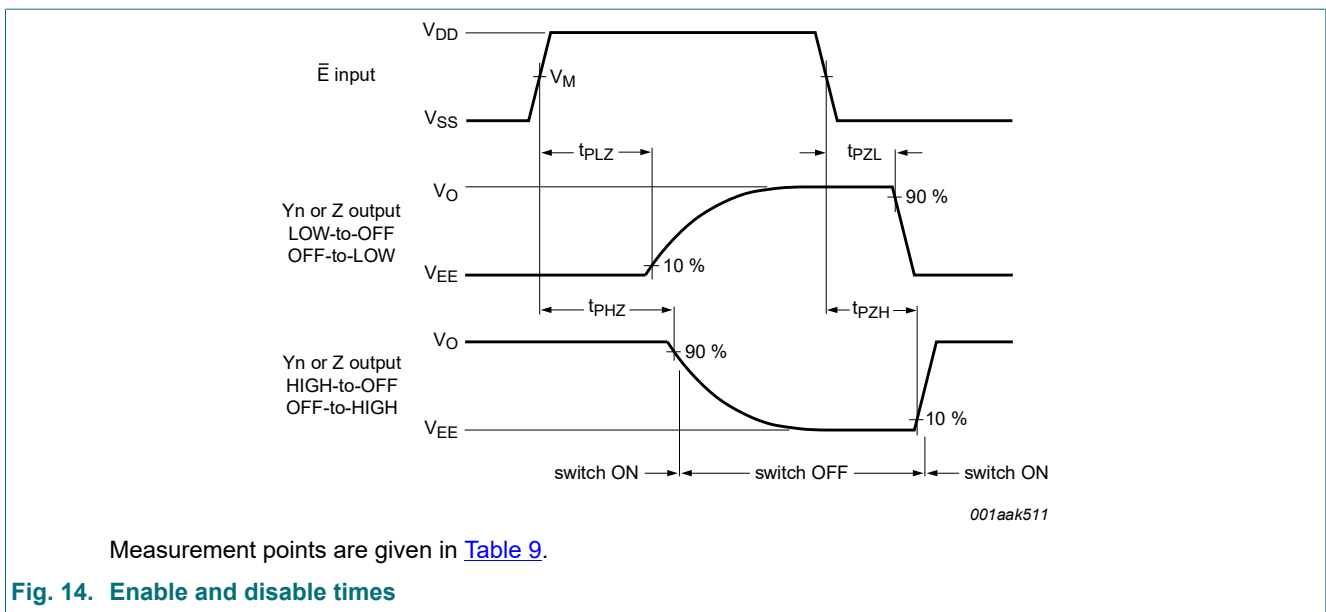 VDD
E̅ input
VM
VSS
tPLZ
tPZL
VO
90 %
Yn or Z output
LOW-to-OFF
OFF-to-LOW
10 %
VEE
tPHZ
tPZH
VO
90 %
Yn or Z output
HIGH-to-OFF
OFF-to-HIGH
10 %
VEE
switch ON
switch OFF
switch ON
001aak511
Measurement points are given in Table 9.
Fig. 14. Enable and disable times